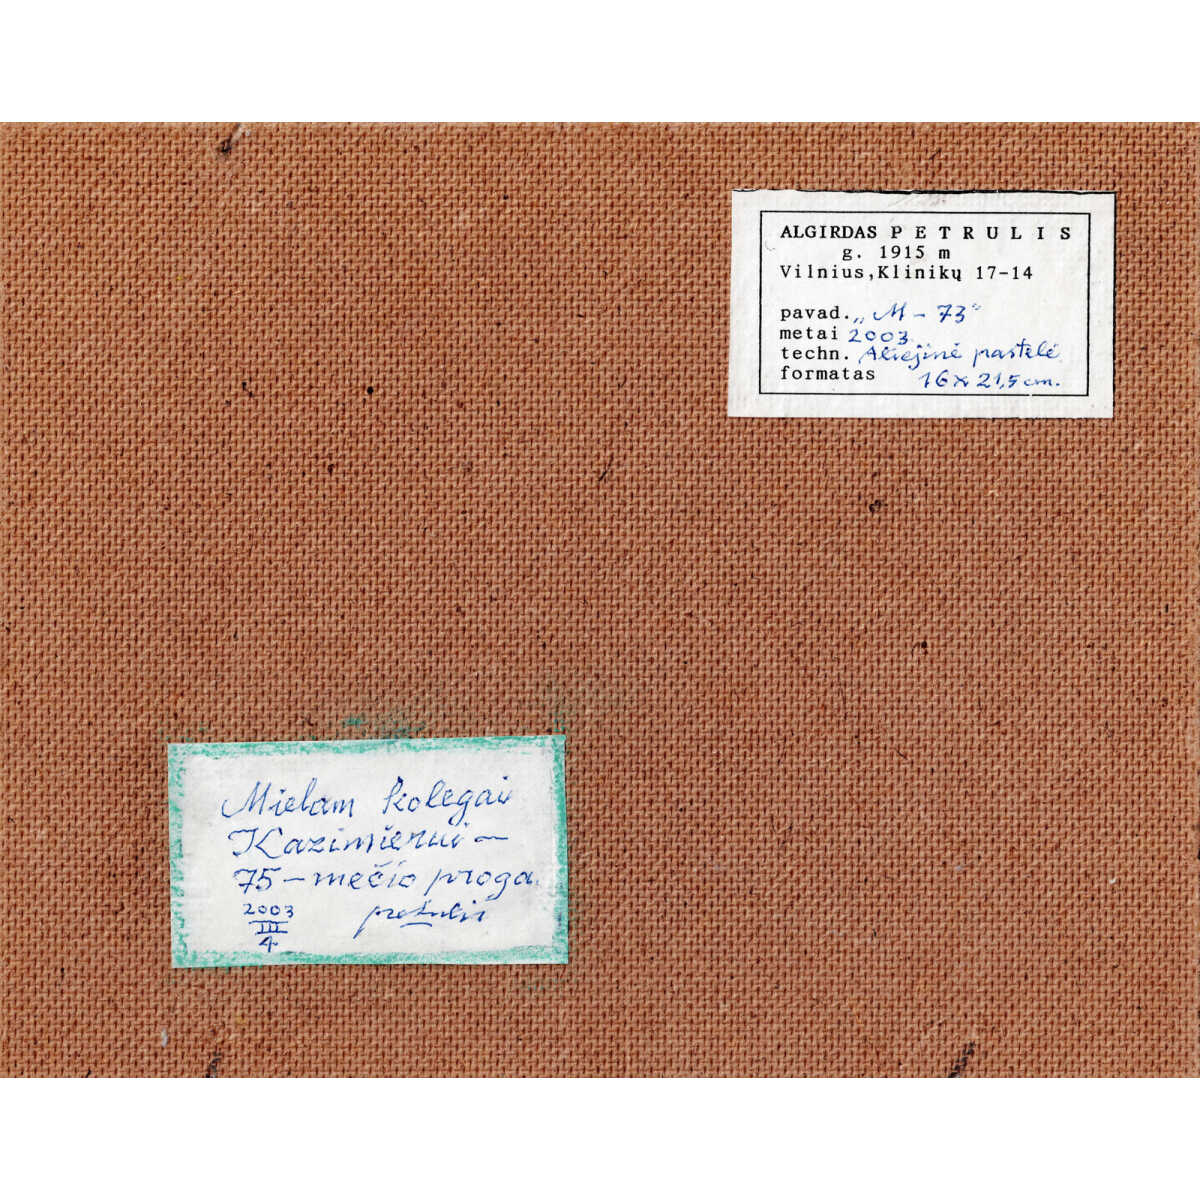 ALGIRDAS PETRULIS
g. 1915 m
Vilnius,Klinikų 17-14
pavad. „M - 73"
metai 2003
techn. Aliejinė pastelė
formatas 16 x 21,5 cm.
Mielam kolegai
Kazimierui -
75-mečio proga.
2003 petrulis
III
4